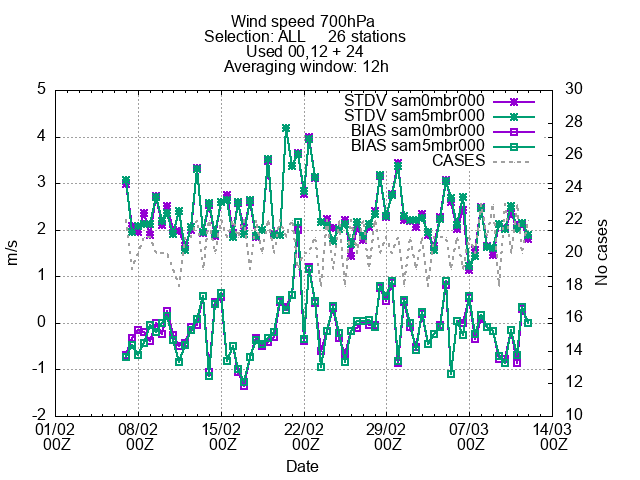 Wind speed 700hPa
Selection: ALL 26 stations
Used 00,12 + 24
Averaging window: 12h
STDV sam0mbr000
STDV sam5mbr000
BIAS sam0mbr000
BIAS sam5mbr000
CASES
5
4
3
2
1
0
-1
-2
m/s
30
28
26
24
22
20
18
16
14
12
10
No cases
01/02 08/02 15/02 22/02 29/02 07/03 14/03
00Z 00Z 00Z 00Z 00Z 00Z 00Z
Date